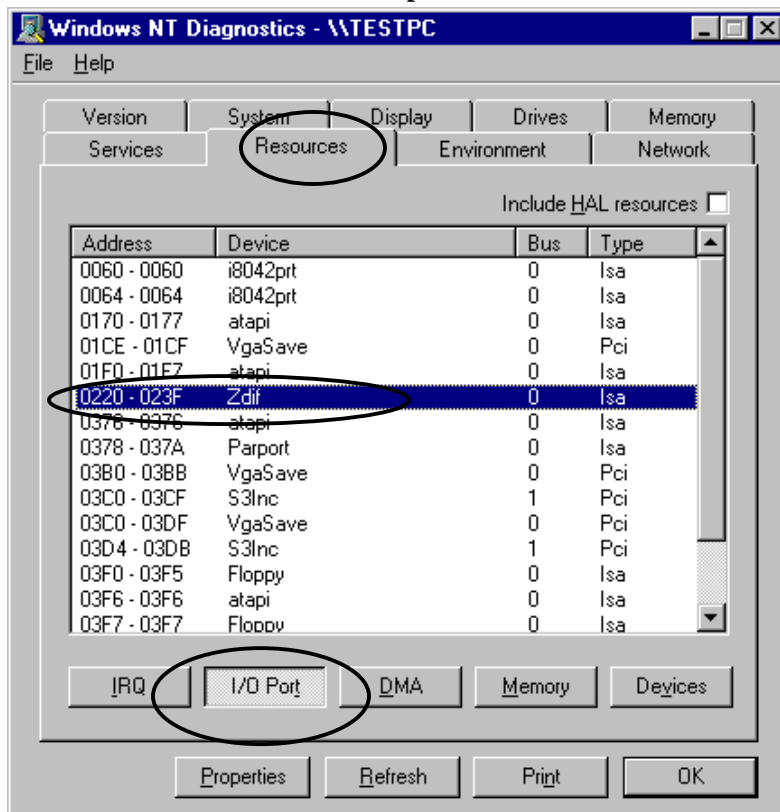 Windows NT Diagnostics - \\TESTPC
File Help
Version System Display Drives Memory
Services Resources Environment Network
Include HAL resources
Address Device Bus Type
0060 - 0060 i8042prt 0 Isa
0064 - 0064 i8042prt 0 Isa
0170 - 0177 atapi 0 Isa
01CE - 01CF VgaSave 0 Pci
01F0 - 01F7 atapi 0 Isa
0220 - 023F Zdif 0 Isa
0376 - 0376 atapi 0 Isa
0378 - 037A Parport 0 Isa
03B0 - 03BB VgaSave 0 Pci
03C0 - 03CF S3Inc 1 Pci
03C0 - 03DF VgaSave 0 Pci
03D4 - 03DB S3Inc 1 Pci
03F0 - 03F5 Floppy 0 Isa
03F6 - 03F6 atapi 0 Isa
03F7 - 03F7 Floppy 0 Isa
IRQ I/O Port DMA Memory Devices
Properties Refresh Print OK